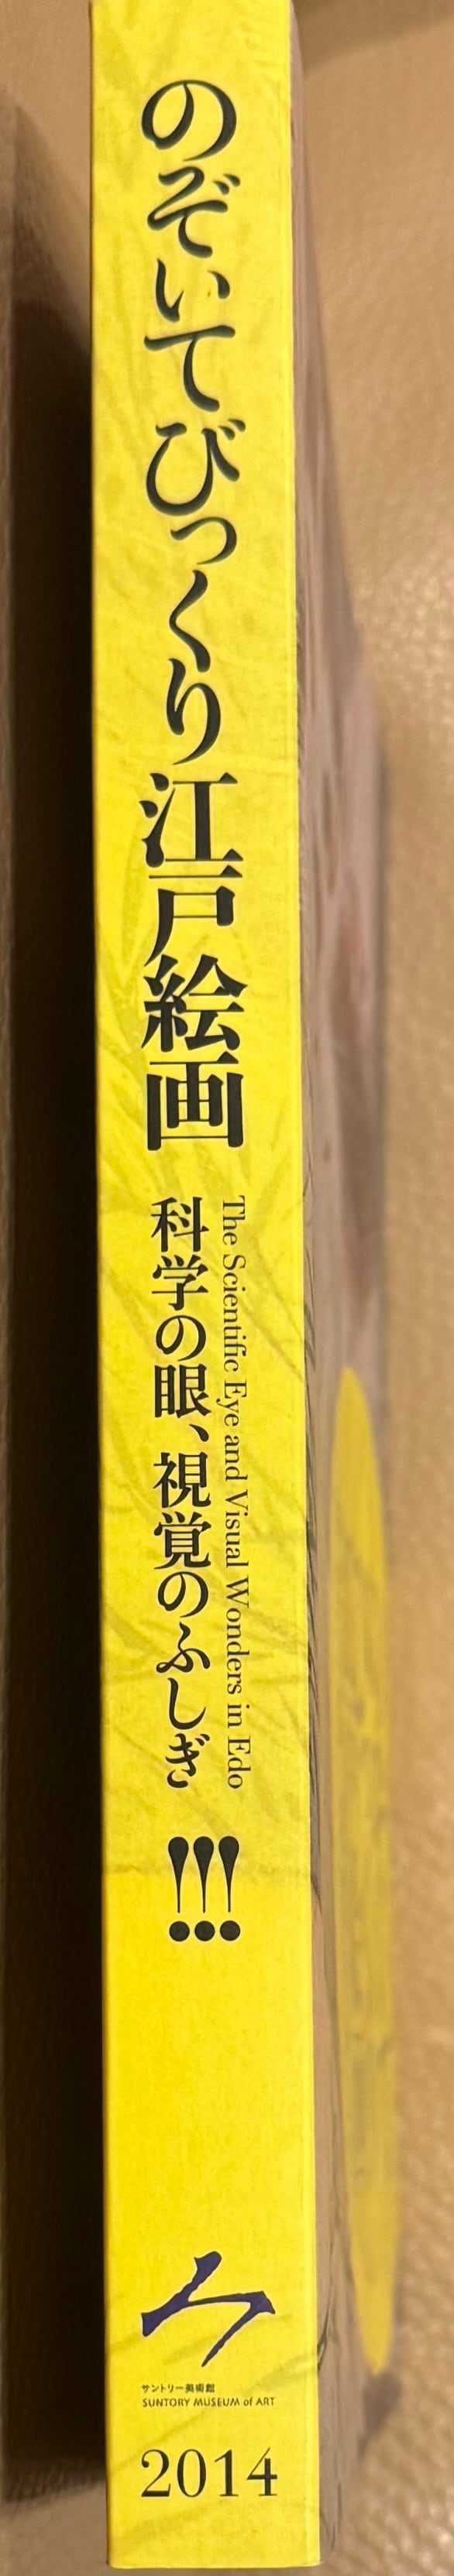 のぞいてびっくり江戸絵画
The Scientific Eye and Visual Wonders in Edo
科学の眼、視覚のふしぎ
!!!
サントリー美術館
SUNTORY MUSEUM of ART
2014